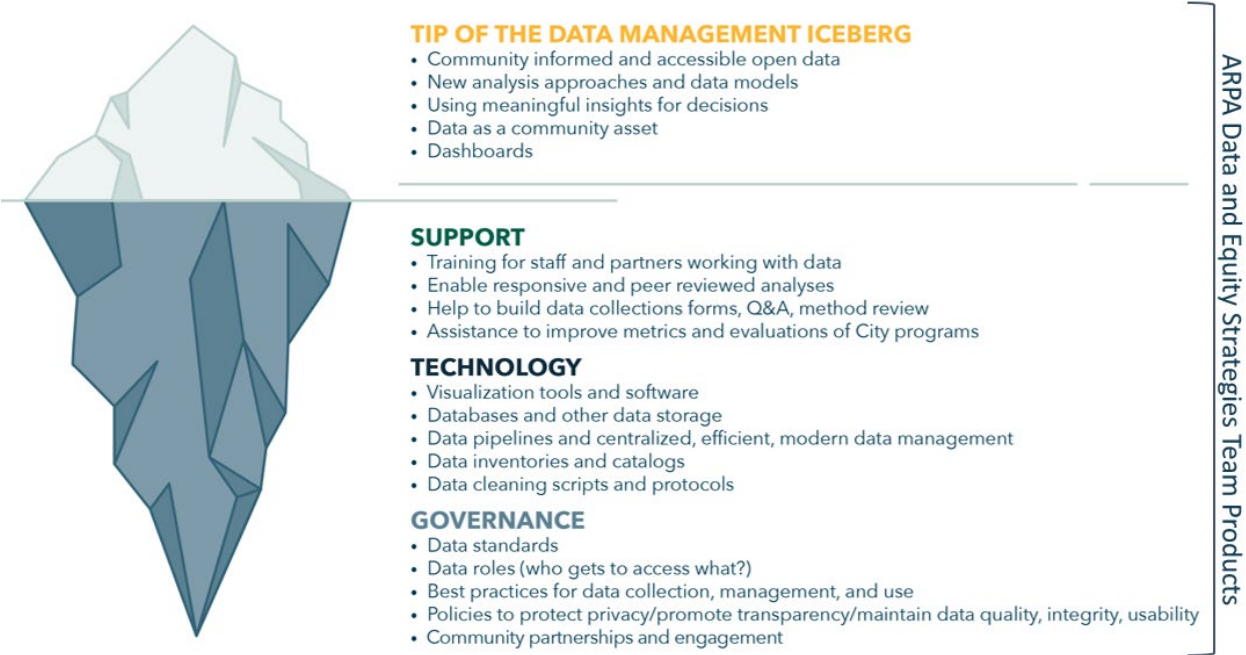 TIP OF THE DATA MANAGEMENT ICEBERG
• Community informed and accessible open data
• New analysis approaches and data models
• Using meaningful insights for decisions
• Data as a community asset
• Dashboards
SUPPORT
• Training for staff and partners working with data
• Enable responsive and peer reviewed analyses
• Help to build data collections forms, Q&A, method review
• Assistance to improve metrics and evaluations of City programs
TECHNOLOGY
• Visualization tools and software
• Databases and other data storage
• Data pipelines and centralized, efficient, modern data management
• Data inventories and catalogs
• Data cleaning scripts and protocols
GOVERNANCE
• Data standards
• Data roles (who gets to access what?)
• Best practices for data collection, management, and use
• Policies to protect privacy/promote transparency/maintain data quality, integrity, usability
• Community partnerships and engagement
ARPA Data and Equity Strategies Team Products